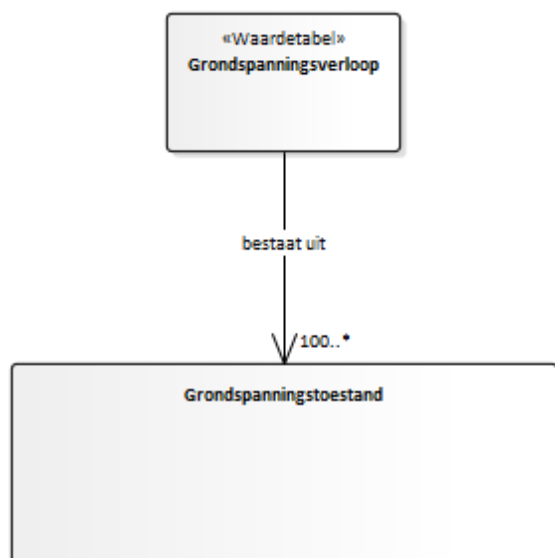 «Waardetabel»
Grondspanningsverloop
bestaat uit
100..*
Grondspanningstoestand